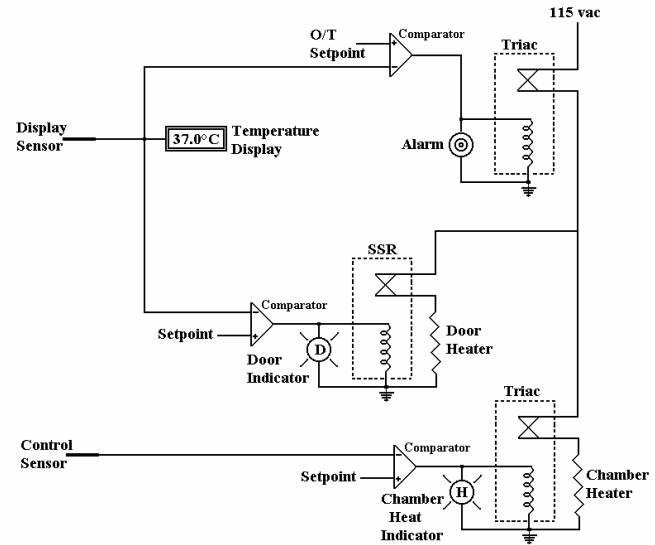 115 vac
O/T
Setpoint
Comparator
Triac
+
−
Display
Sensor
37.0°C
Temperature
Display
Alarm
SSR
Comparator
−
Setpoint
+
Door
Indicator
D
Door
Heater
Triac
Control
Sensor
Comparator
−
Setpoint
+
Chamber
Heat
Indicator
H
Chamber
Heater